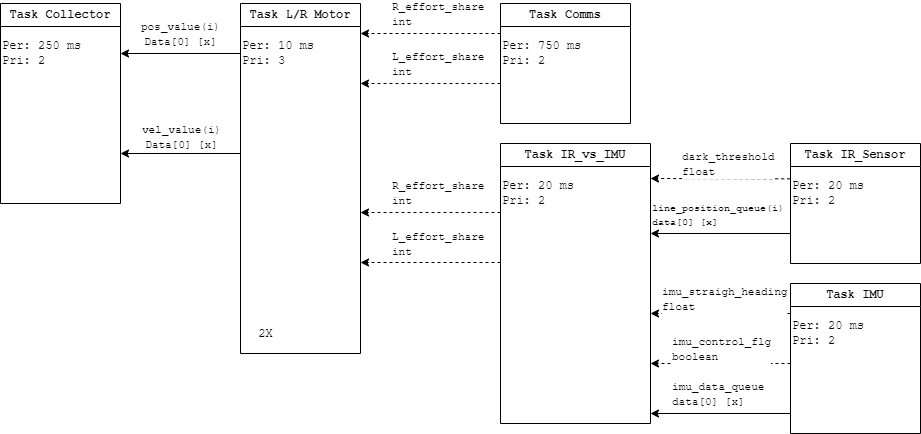 Task Collector
Per: 250 ms
Pri: 2
pos_value(i)
Data[0] [x]
vel_value(i)
Data[0] [x]
Task L/R Motor
Per: 10 ms
Pri: 3
2X
R_effort_share
int
L_effort_share
int
Task Comms
Per: 750 ms
Pri: 2
R_effort_share
int
L_effort_share
int
Task IR_vs_IMU
Per: 20 ms
Pri: 2
dark_threshold
float
line_position_queue(i)
data[0] [x]
Task IR_Sensor
Per: 20 ms
Pri: 2
imu_straigh_heading
float
imu_control_flg
boolean
imu_data_queue
data[0] [x]
Task IMU
Per: 20 ms
Pri: 2